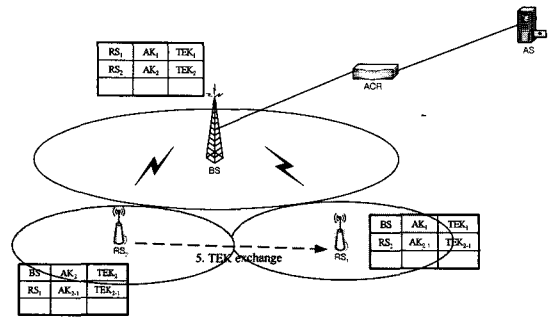 AS
RS₁ AK₁ TEK₁
RS₂ AK₂ TEK₂
ACR
BS
BS AK₁ TEK₁
RS₂ AK₂₋₁ TEK₂₋₁
RS₂
RS₁
5. TEK exchange
BS AK₂ TEK₂
RS₁ AK₂₋₁ TEK₂₋₁